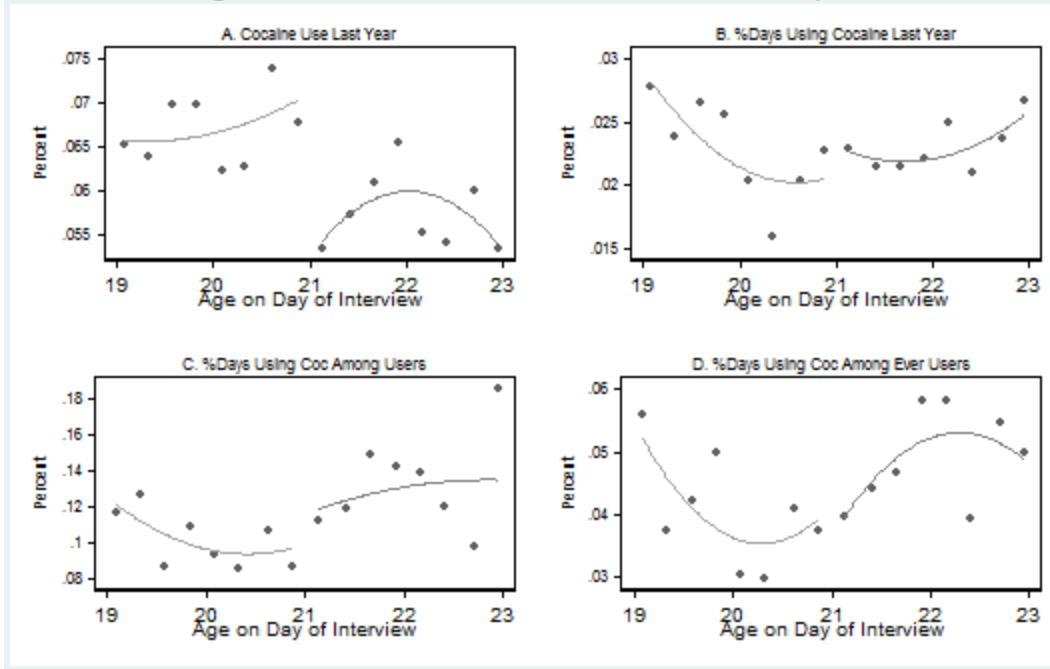 A. Cocaine Use Last Year
Percent
.075
.07
.065
.06
.055
19 20 21 22 23
Age on Day of Interview
B. %Days Using Cocaine Last Year
Percent
.03
.025
.02
.015
19 20 21 22 23
Age on Day of Interview
C. %Days Using Coc Among Users
Percent
.18
.16
.14
.12
.1
.08
19 20 21 22 23
Age on Day of Interview
D. %Days Using Coc Among Ever Users
Percent
.06
.05
.04
.03
19 20 21 22 23
Age on Day of Interview